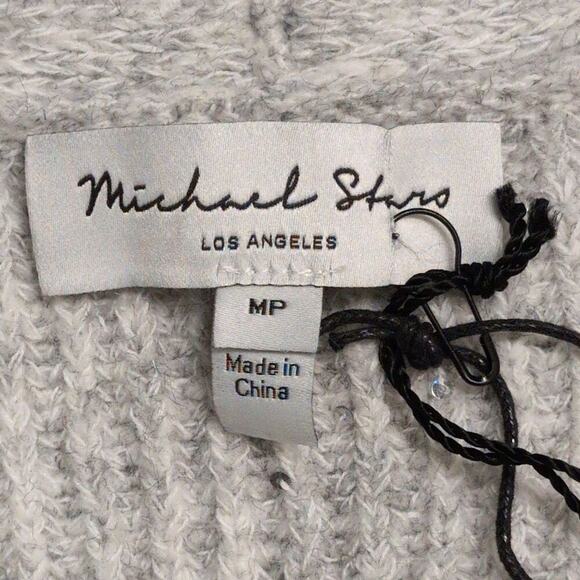 Michael Stars
LOS ANGELES
MP
Made in
China